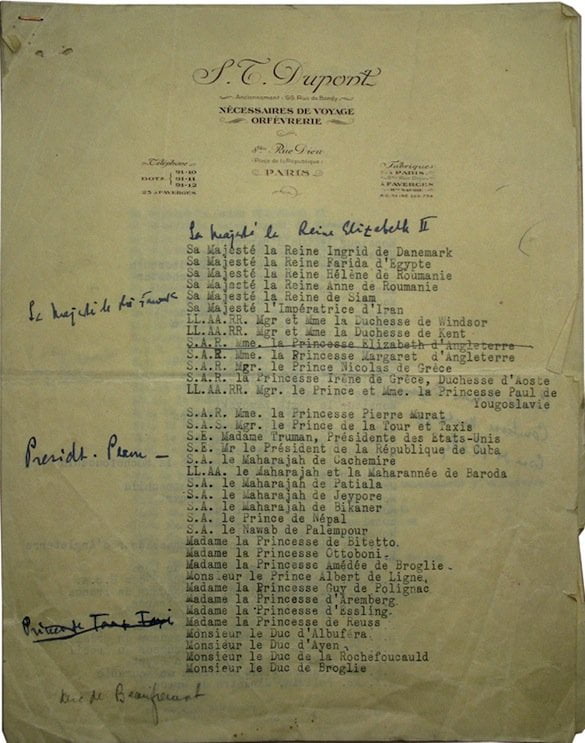 S. T. Dupont
Anciennement · 99 Rue de Bondy
NÉCESSAIRES DE VOYAGE
ORFÈVRERIE
8bis Rue Dieu
(Place de la République)
PARIS
Téléphone
BOTZ. 91-10
91-11
91-12
23 à FAVERGES
Fabriques
à PARIS
à FAVERGES
Sa Majesté la Reine Elizabeth II
Sa Majesté la Reine Ingrid de Danemark
Sa Majesté la Reine Farida d'Egypte
Sa Majesté la Reine Hélène de Roumanie
Sa Majesté la Reine Anne de Roumanie
Sa Majesté la Reine de Siam
Sa Majesté l'Impératrice d'Iran
Sa Majesté le Roi Farouk
LL.AA.RR. Mgr et Mme la Duchesse de Windsor
LL.AA.RR. Mgr et Mme la Duchesse de Kent
S.A.R. Mme. la Princesse Elizabeth d'Angleterre
S.A.R. Mme. la Princesse Margaret d'Angleterre
S.A.R. Mgr. le Prince Nicolas de Grèce
S.A.R. la Princesse Irène de Grèce, Duchesse d'Aoste
LL.AA.RR. Mgr. le Prince et Mme. la Princesse Paul de
Yougoslavie
S.A.R. Mme. la Princesse Pierre Murat
S.A.S. Mgr. le Prince de la Tour et Taxis
S.E. Madame Truman, Présidente des Etats-Unis
S.E. Mr le Président de la République de Cuba
Presidt. Peron —
S.A. le Maharajah de Cachemire
LL.AA. le Maharajah et la Maharannée de Baroda
S.A. le Maharajah de Patiala
S.A. le Maharajah de Jeypore
S.A. le Maharajah de Bikaner
S.A. le Prince de Népal
S.A. le Nawab de Palempour
Madame la Princesse de Bitetto.
Madame la Princesse Ottoboni.
Madame la Princesse Amédée de Broglie.
Monsieur le Prince Albert de Ligne,
Madame la Princesse Guy de Polignac
Madame la Princesse d'Aremberg.
Madame la Princesse d'Essling.
Madame la Princesse de Reuss
Monsieur le Duc d'Albuféra.
Monsieur le Duc d'Ayen,
Monsieur le Duc de la Rochefoucauld
Monsieur le Duc de Broglie
Duc de Beaufremont